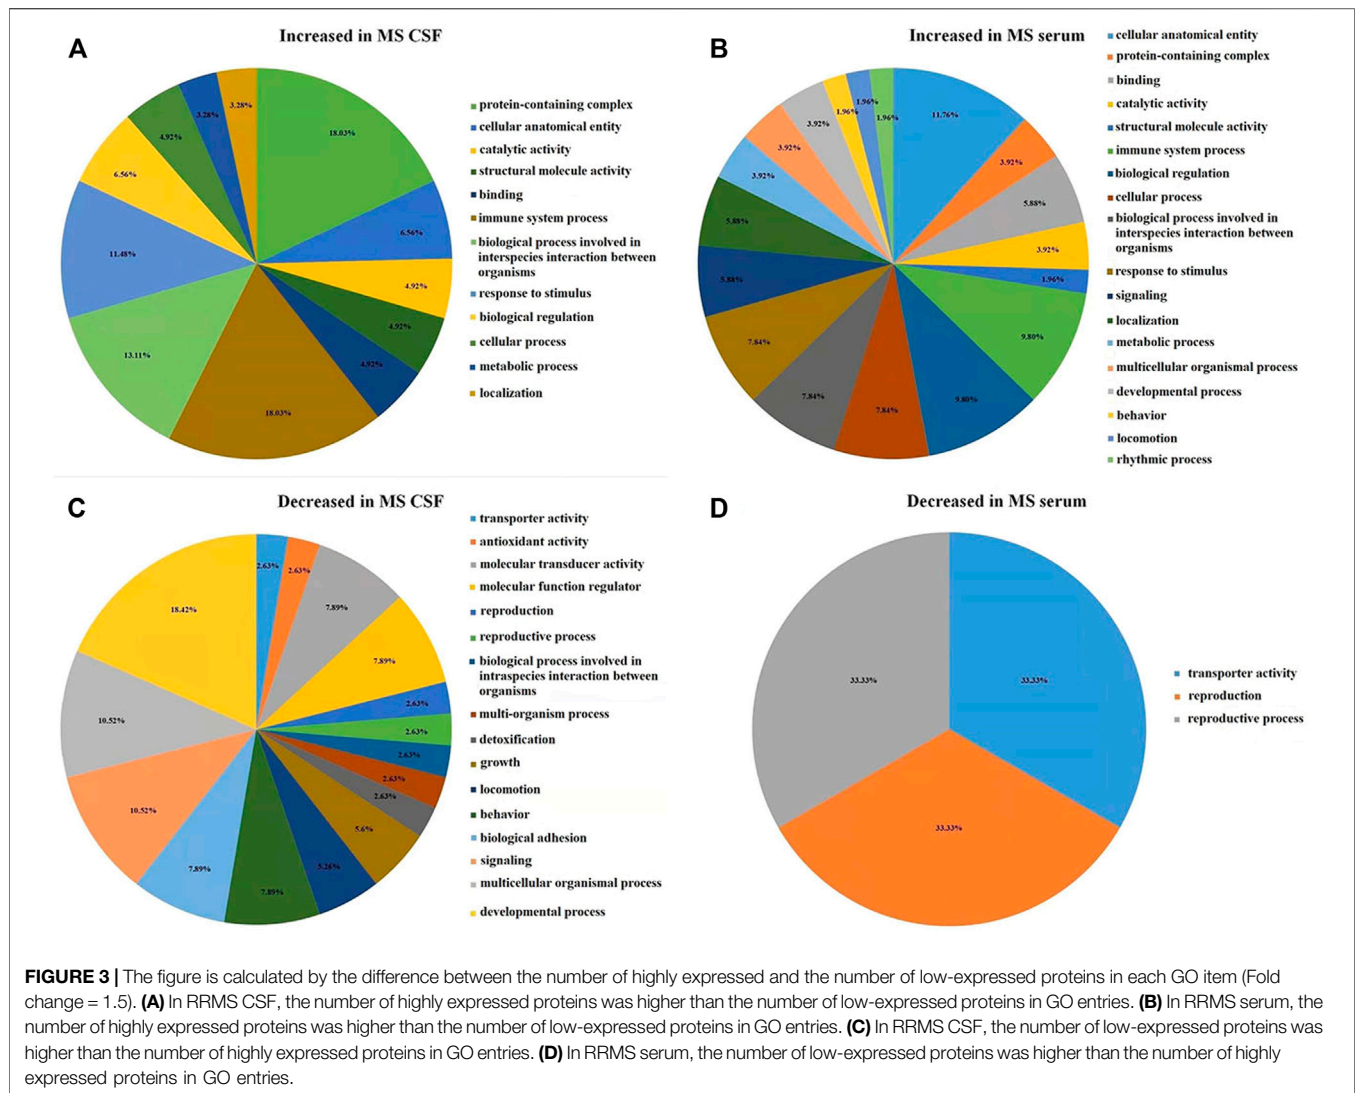 A
Increased in MS CSF
18.03%
6.56%
4.92%
4.92%
4.92%
18.03%
13.11%
11.48%
6.56%
4.92%
3.28%
3.28%
protein-containing complex
cellular anatomical entity
catalytic activity
structural molecule activity
binding
immune system process
biological process involved in
interspecies interaction between
organisms
response to stimulus
biological regulation
cellular process
metabolic process
localization
B
Increased in MS serum
11.76%
3.92%
5.88%
3.92%
1.96%
9.80%
9.80%
7.84%
7.84%
7.84%
5.88%
5.88%
3.92%
3.92%
3.92%
1.96%
1.96%
1.96%
cellular anatomical entity
protein-containing complex
binding
catalytic activity
structural molecule activity
immune system process
biological regulation
cellular process
biological process involved in
interspecies interaction between
organisms
response to stimulus
signaling
localization
metabolic process
multicellular organismal process
developmental process
behavior
locomotion
rhythmic process
C
Decreased in MS CSF
2.63%
2.63%
7.89%
7.89%
2.63%
2.63%
2.63%
2.63%
2.63%
5.6%
5.26%
7.89%
7.89%
10.52%
10.52%
18.42%
transporter activity
antioxidant activity
molecular transducer activity
molecular function regulator
reproduction
reproductive process
biological process involved in
intraspecies interaction between
organisms
multi-organism process
detoxification
growth
locomotion
behavior
biological adhesion
signaling
multicellular organismal process
developmental process
D
Decreased in MS serum
33.33%
33.33%
33.33%
transporter activity
reproduction
reproductive process
FIGURE 3 | The figure is calculated by the difference between the number of highly expressed and the number of low-expressed proteins in each GO item (Fold
change = 1.5). (A) In RRMS CSF, the number of highly expressed proteins was higher than the number of low-expressed proteins in GO entries. (B) In RRMS serum, the
number of highly expressed proteins was higher than the number of low-expressed proteins in GO entries. (C) In RRMS CSF, the number of low-expressed proteins was
higher than the number of highly expressed proteins in GO entries. (D) In RRMS serum, the number of low-expressed proteins was higher than the number of highly
expressed proteins in GO entries.